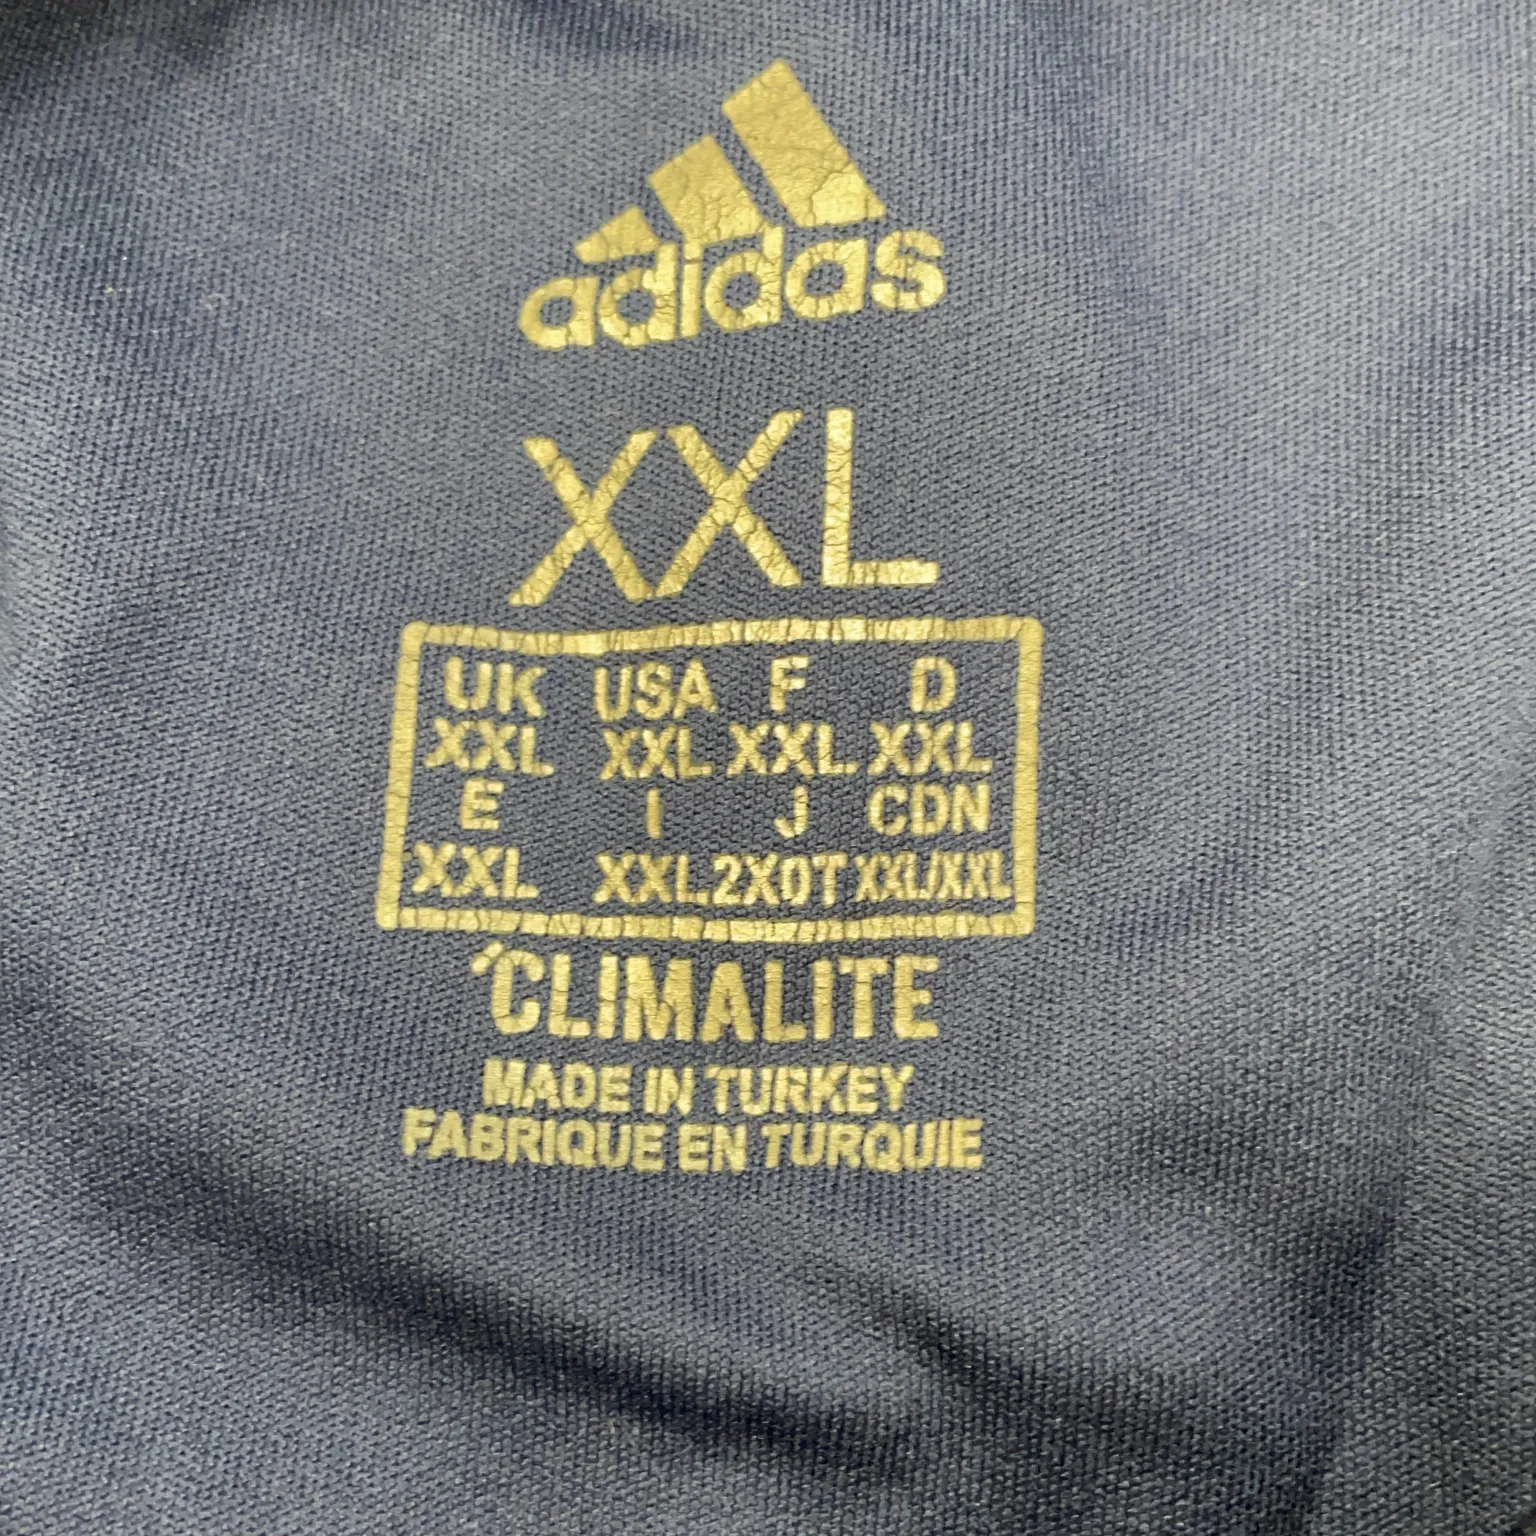 adidas
XXL
UK USA F D
XXL XXL XXL XXL
E I J CDN
XXL XXL 2XOT XXL/XXL
CLIMALITE
MADE IN TURKEY
FABRIQUE EN TURQUIE